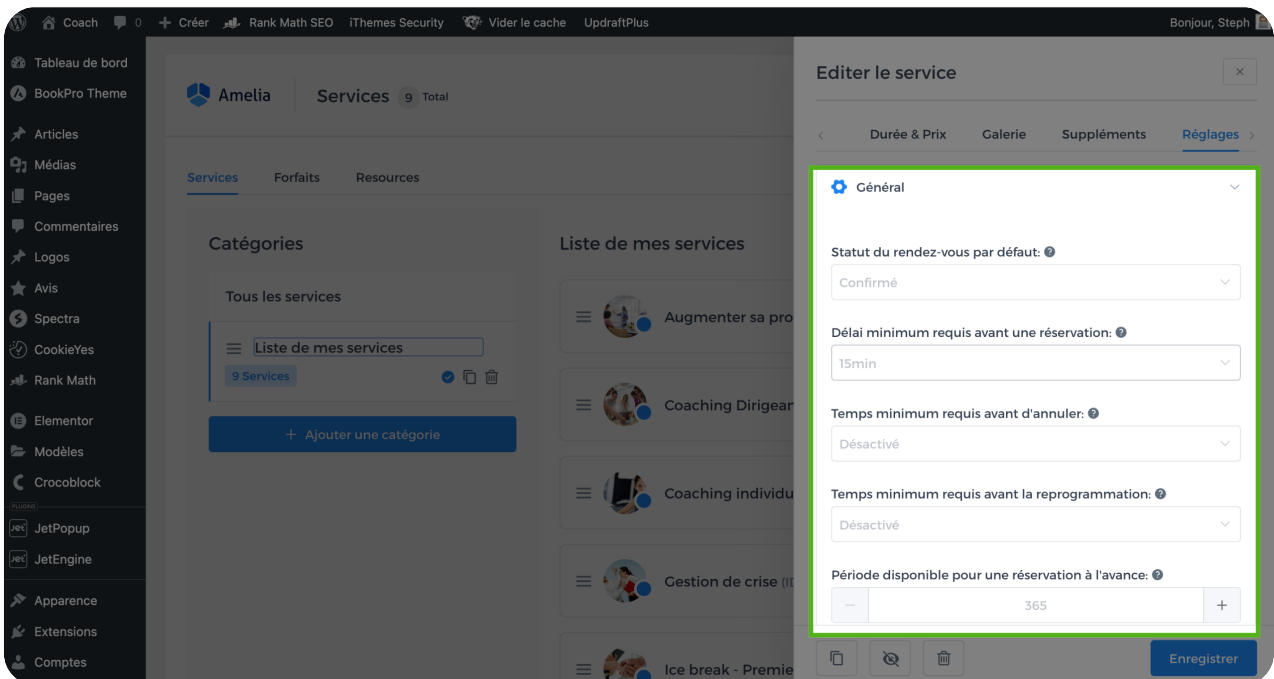 Coach 0 Créer Rank Math SEO iThemes Security Vider le cache UpdraftPlus Bonjour, Steph
Tableau de bord
BookPro Theme
Articles
Médias
Pages
Commentaires
Logos
Avis
Spectra
CookieYes
Rank Math
Elementor
Modèles
Crocoblock
PLUGINS
JetPopup
JetEngine
Apparence
Extensions
Comptes
Amelia Services 9 Total
Services Forfaits Resources
Catégories
Tous les services
Liste de mes services
9 Services
+ Ajouter une catégorie
Liste de mes services
Augmenter sa pro
Coaching Dirigear
Coaching individu
Gestion de crise (ID
Ice break - Premie
Editer le service
Durée & Prix Galerie Suppléments Réglages
Général
Statut du rendez-vous par défaut:
Confirmé
Délai minimum requis avant une réservation:
15min
Temps minimum requis avant d'annuler:
Désactivé
Temps minimum requis avant la reprogrammation:
Désactivé
Période disponible pour une réservation à l'avance:
365
Enregistrer